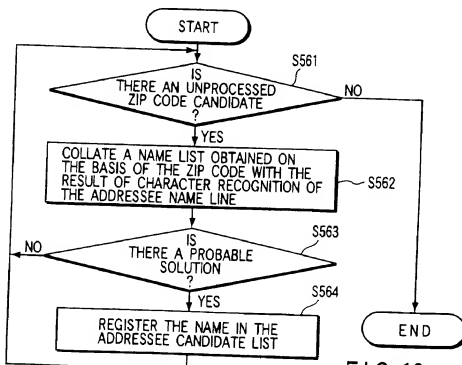 START
S561
IS
THERE AN UNPROCESSED
ZIP CODE CANDIDATE
?
NO
YES
COLLATE A NAME LIST OBTAINED ON
THE BASIS OF THE ZIP CODE WITH THE
RESULT OF CHARACTER RECOGNITION OF
THE ADDRESSEE NAME LINE
S562
S563
IS
THERE A PROBABLE
SOLUTION
?
NO
YES
S564
REGISTER THE NAME IN THE
ADDRESSEE CANDIDATE LIST
END